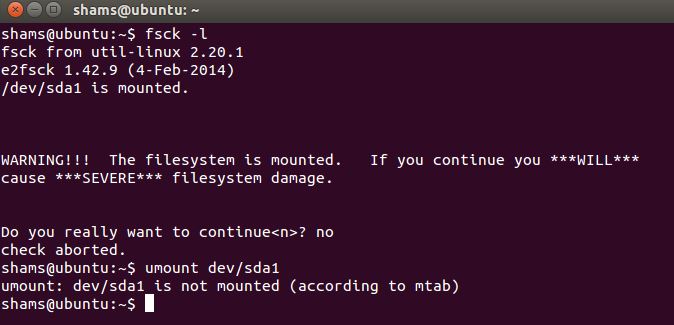 shams@ubuntu: ~
shams@ubuntu:~$ fsck -l
fsck from util-linux 2.20.1
e2fsck 1.42.9 (4-Feb-2014)
/dev/sda1 is mounted.
WARNING!!!  The filesystem is mounted.   If you continue you ***WILL***
cause ***SEVERE*** filesystem damage.
Do you really want to continue<n>? no
check aborted.
shams@ubuntu:~$ umount dev/sda1
umount: dev/sda1 is not mounted (according to mtab)
shams@ubuntu:~$